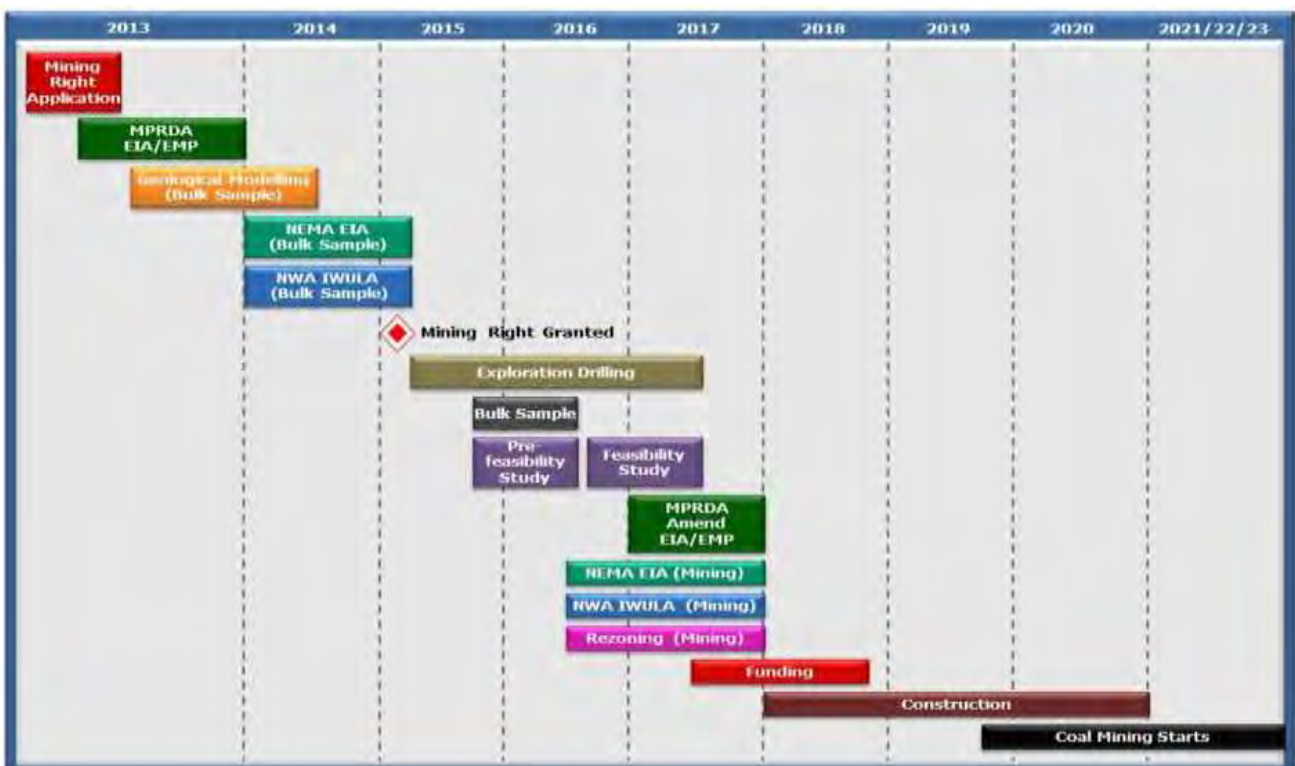 2013 2014 2015 2016 2017 2018 2019 2020 2021/22/23
Mining
Right
Application
MPRDA
EIA/EMP
Geological Modelling
(Bulk Sample)
NEMA EIA
(Bulk Sample)
NWA IWULA
(Bulk Sample)
Mining Right Granted
Exploration Drilling
Bulk Sample
Pre-
feasibility
Study
Feasibility
Study
MPRDA
Amend
EIA/EMP
NEMA EIA (Mining)
NWA IWULA (Mining)
Rezoning (Mining)
Funding
Construction
Coal Mining Starts